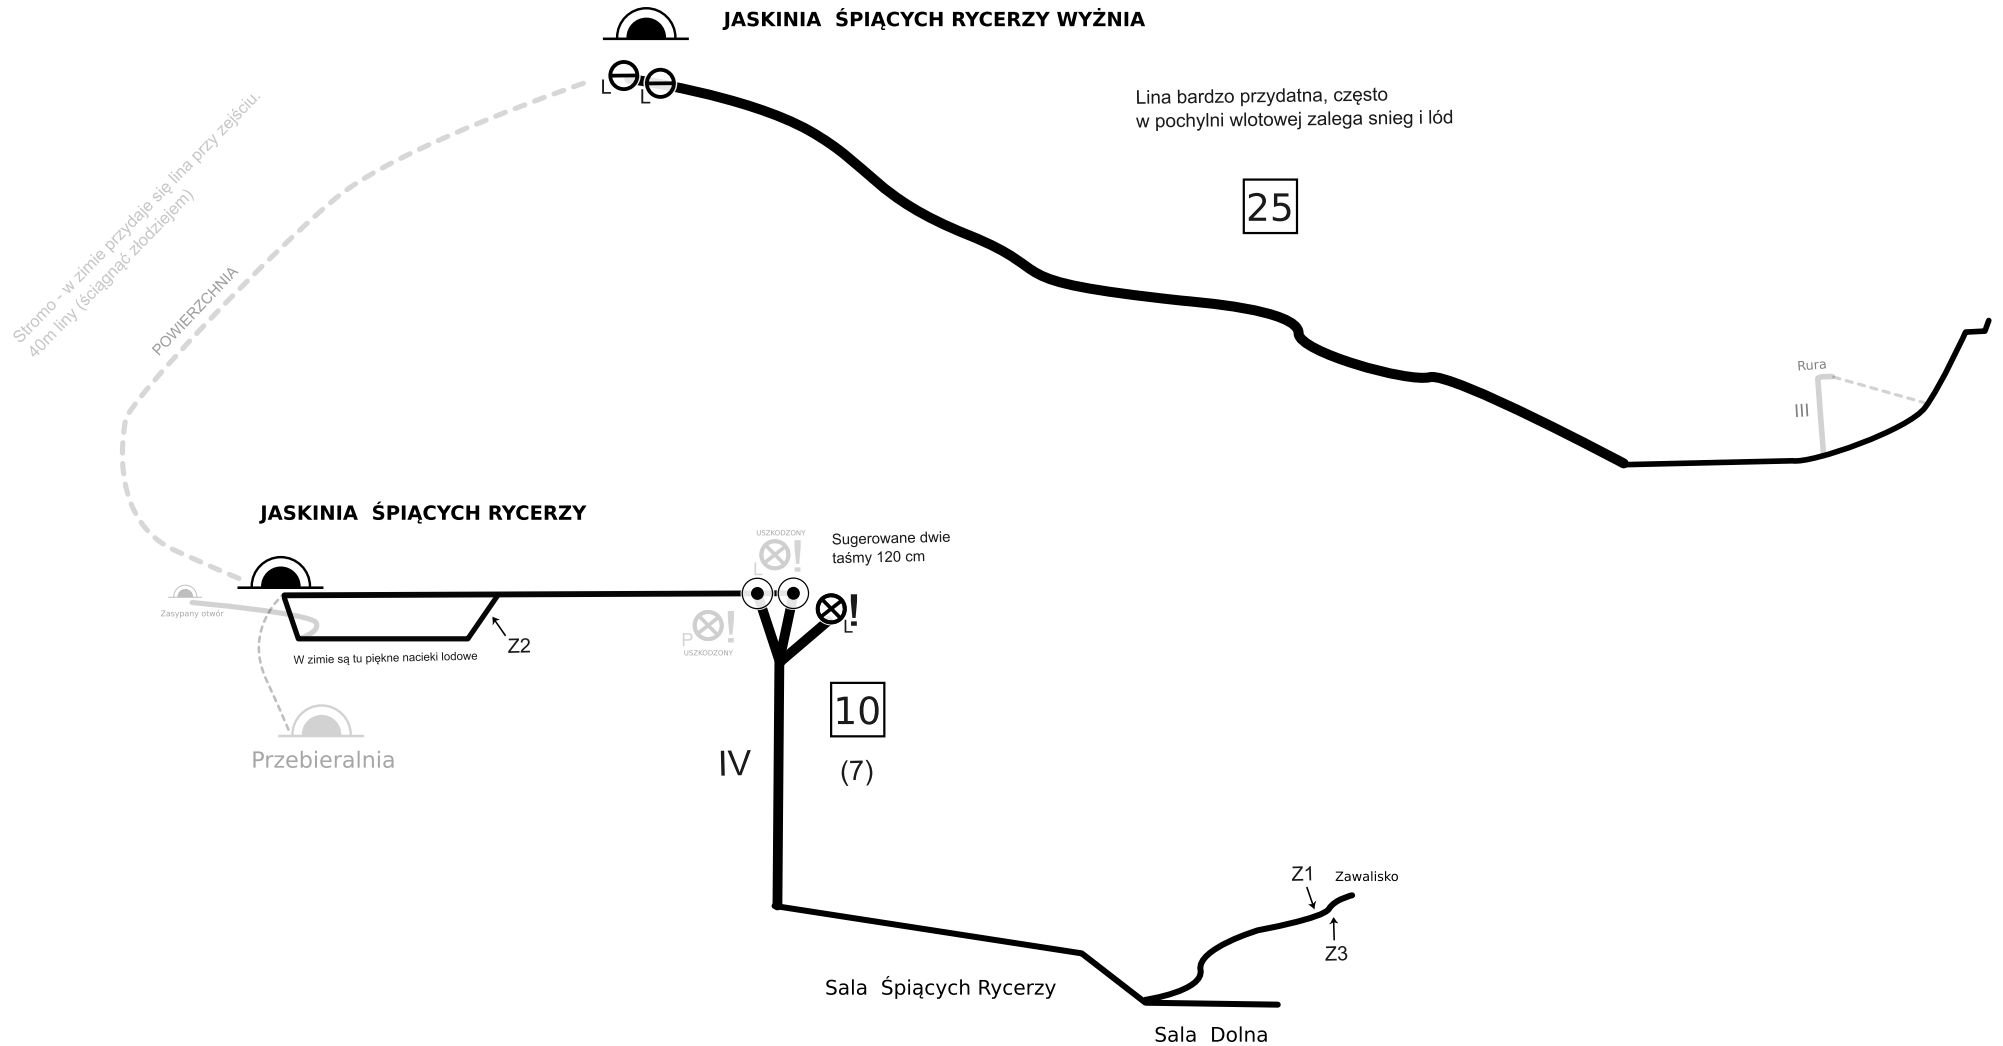 JASKINIA ŚPIĄCYCH RYCERZY WYŻNIA
L
L
Lina bardzo przydatna, często
w pochylni wlotowej zalega snieg i lód
25
Stromo - w zimie przydaje się lina przy zejściu.
40m liny (ściągnąć złodziejem)
POWIERZCHNIA
Rura
III
JASKINIA ŚPIĄCYCH RYCERZY
USZKODZONY
!
L
Sugerowane dwie
taśmy 120 cm
Zasypany otwór
!
L
P
!
USZKODZONY
Z2
W zimie są tu piękne nacieki lodowe
10
(7)
IV
Przebieralnia
Z1
Zawalisko
Z3
Sala Śpiących Rycerzy
Sala Dolna